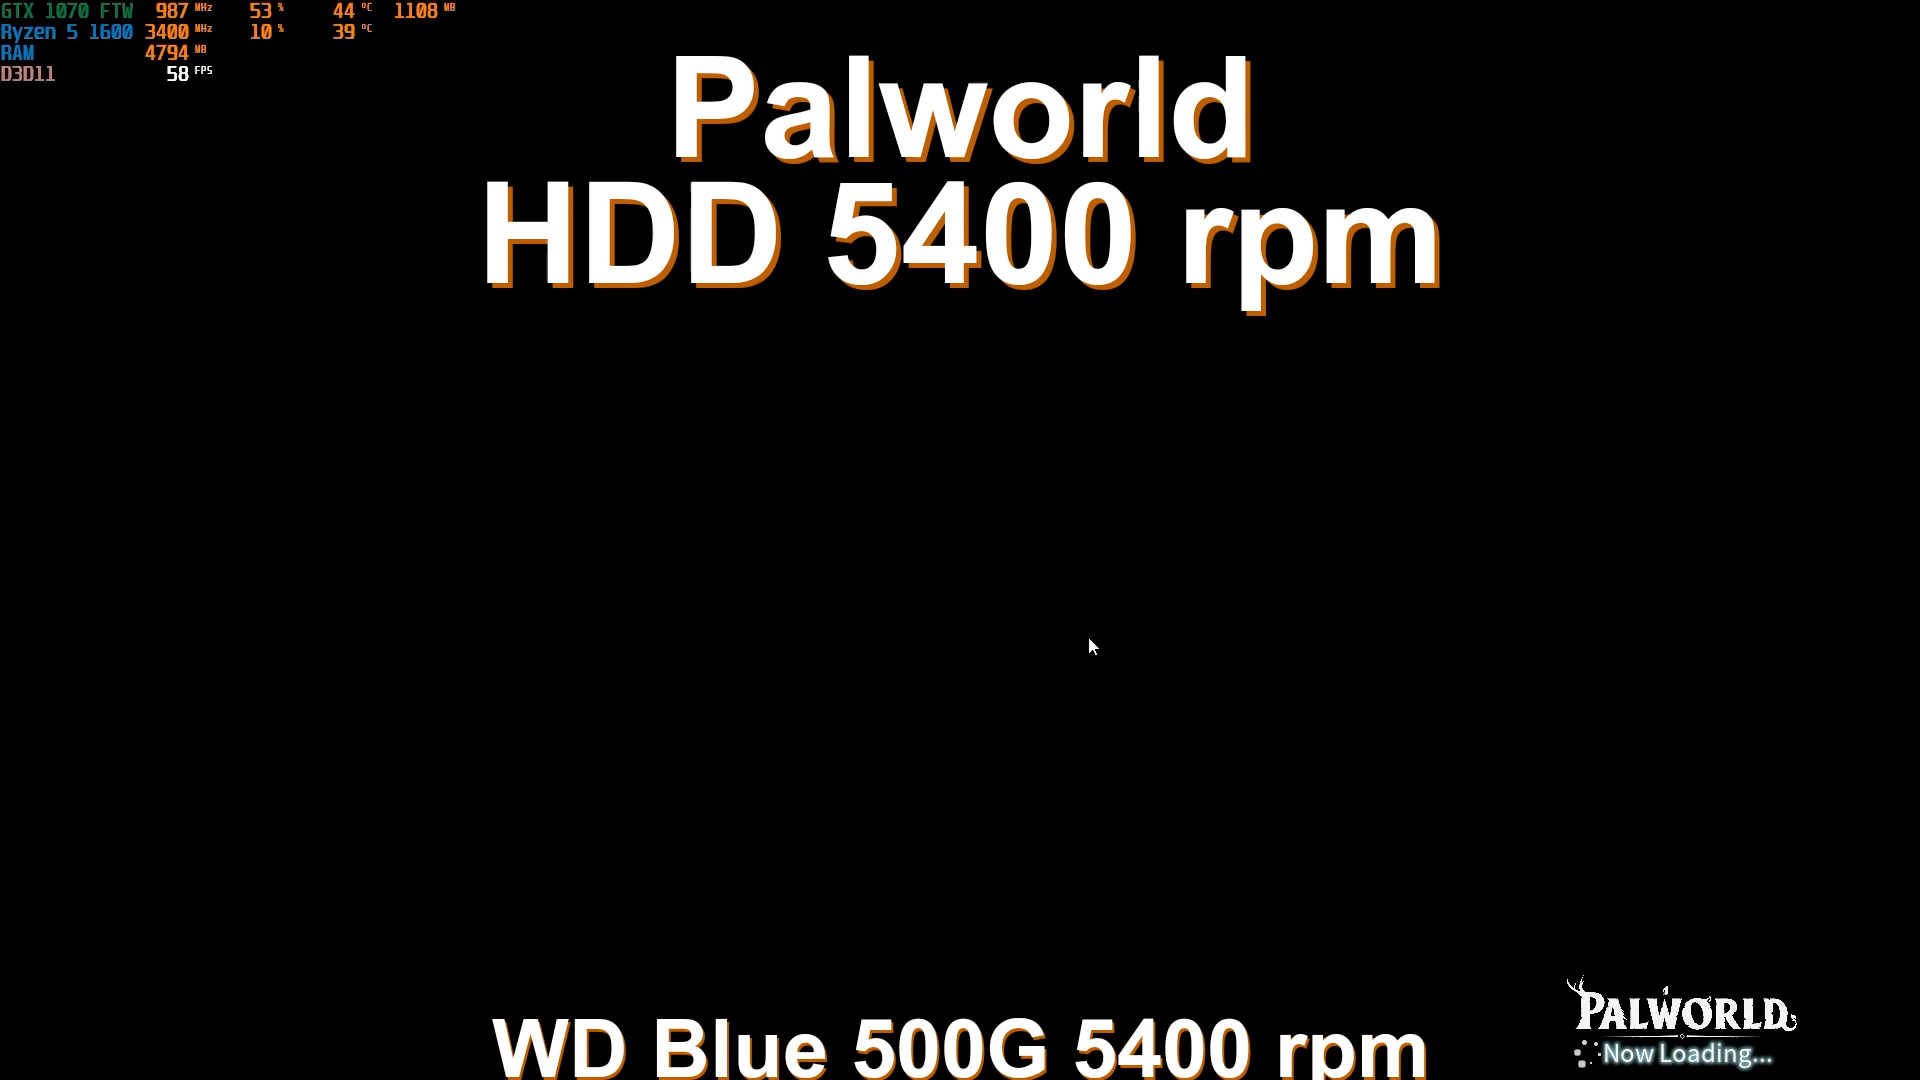 GTX 1070 FTW 987 MHz 53 % 44 °C 1108 MB
Ryzen 5 1600 3400 MHz 10 % 39 °C
RAM 4794 MB
D3D11 58 FPS
Palworld
HDD 5400 rpm
WD Blue 500G 5400 rpm
PALWORLD
Now Loading...